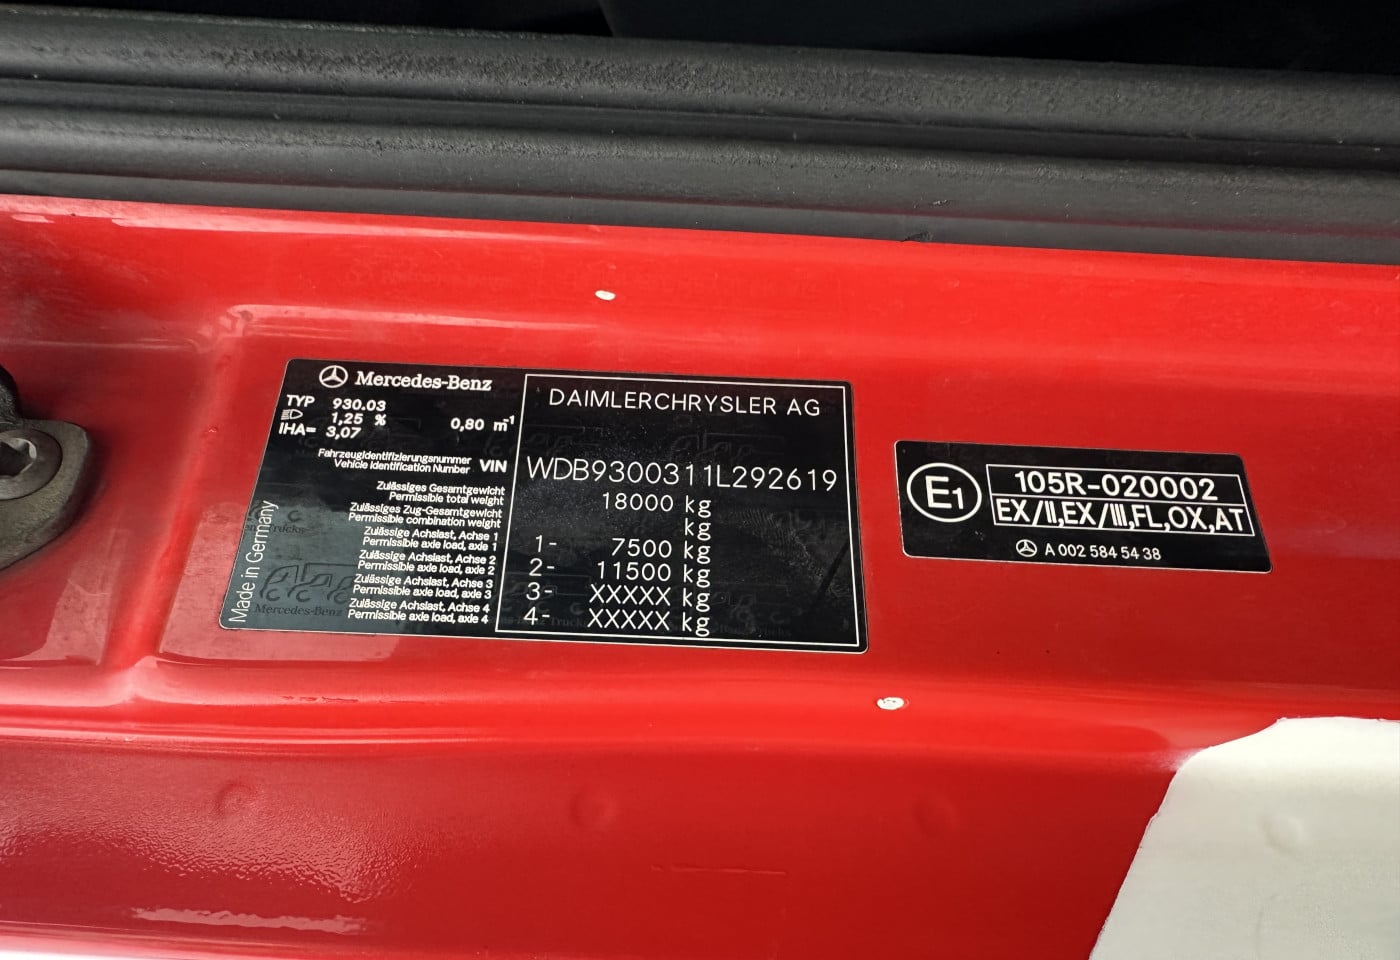 Mercedes-Benz
TYP 930.03
1,25 % 0,80 m⁻¹
IHA= 3,07
Fahrzeugidentifizierungsnummer
Vehicle Identification Number VIN
Zulässiges Gesamtgewicht
Permissible total weight
Zulässiges Zug-Gesamtgewicht
Permissible combination weight
Zulässige Achslast, Achse 1
Permissible axle load, axle 1
Zulässige Achslast, Achse 2
Permissible axle load, axle 2
Zulässige Achslast, Achse 3
Permissible axle load, axle 3
Zulässige Achslast, Achse 4
Permissible axle load, axle 4
Made in Germany
Mercedes-Benz
DAIMLERCHRYSLER AG
WDB9300311L292619
18000 kg
kg
1- 7500 kg
2- 11500 kg
3- XXXXX kg
4- XXXXX kg
E1
105R-020002
EX/II,EX/III,FL,OX,AT
A 002 584 54 38